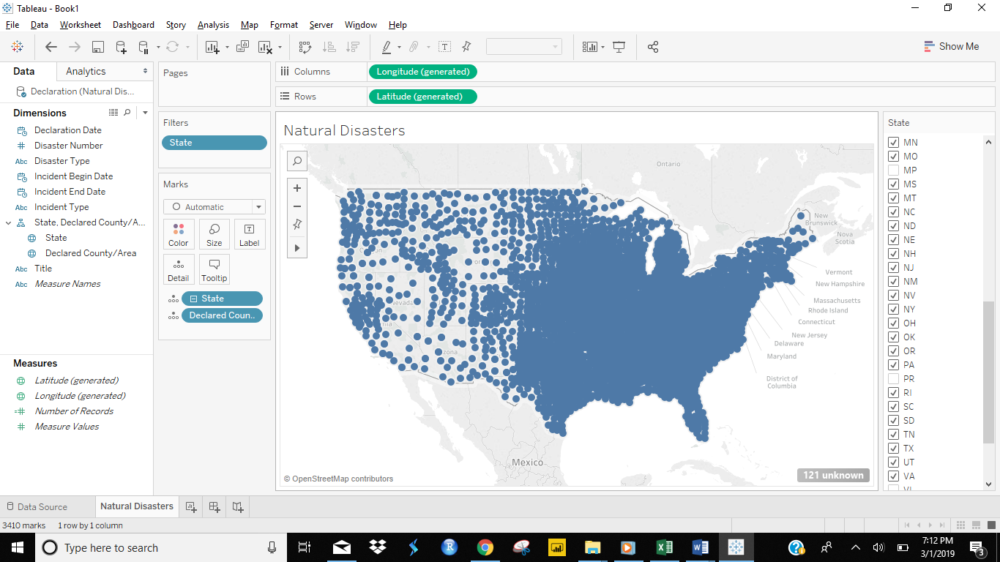 Tableau - Book1
File Data Worksheet Dashboard Story Analysis Map Format Server Window Help
Show Me
Data Analytics
Declaration (Natural Dis...
Dimensions
Declaration Date
Disaster Number
Abc Disaster Type
Incident Begin Date
Incident End Date
Abc Incident Type
State, Declared County/A...
State
Declared County/Area
Abc Title
Abc Measure Names
Measures
Latitude (generated)
Longitude (generated)
Number of Records
Measure Values
Pages
Filters
State
Marks
Automatic
Color Size Label
Detail Tooltip
State
Declared Coun..
Columns Longitude (generated)
Rows Latitude (generated)
Natural Disasters
Ontario
New
Brunswick
Nova
Scotia
Vermont
New Hampshire
Massachusetts
Rhode Island
Connecticut
New Jersey
Delaware
Maryland
District of
Columbia
Mexico
© OpenStreetMap contributors
121 unknown
State
MN
MO
MP
MS
MT
NC
ND
NE
NH
NJ
NM
NV
NY
OH
OK
OR
PA
PR
RI
SC
SD
TN
TX
UT
VA
VI
Data Source Natural Disasters
3410 marks 1 row by 1 column
Type here to search
7:12 PM
3/1/2019
3